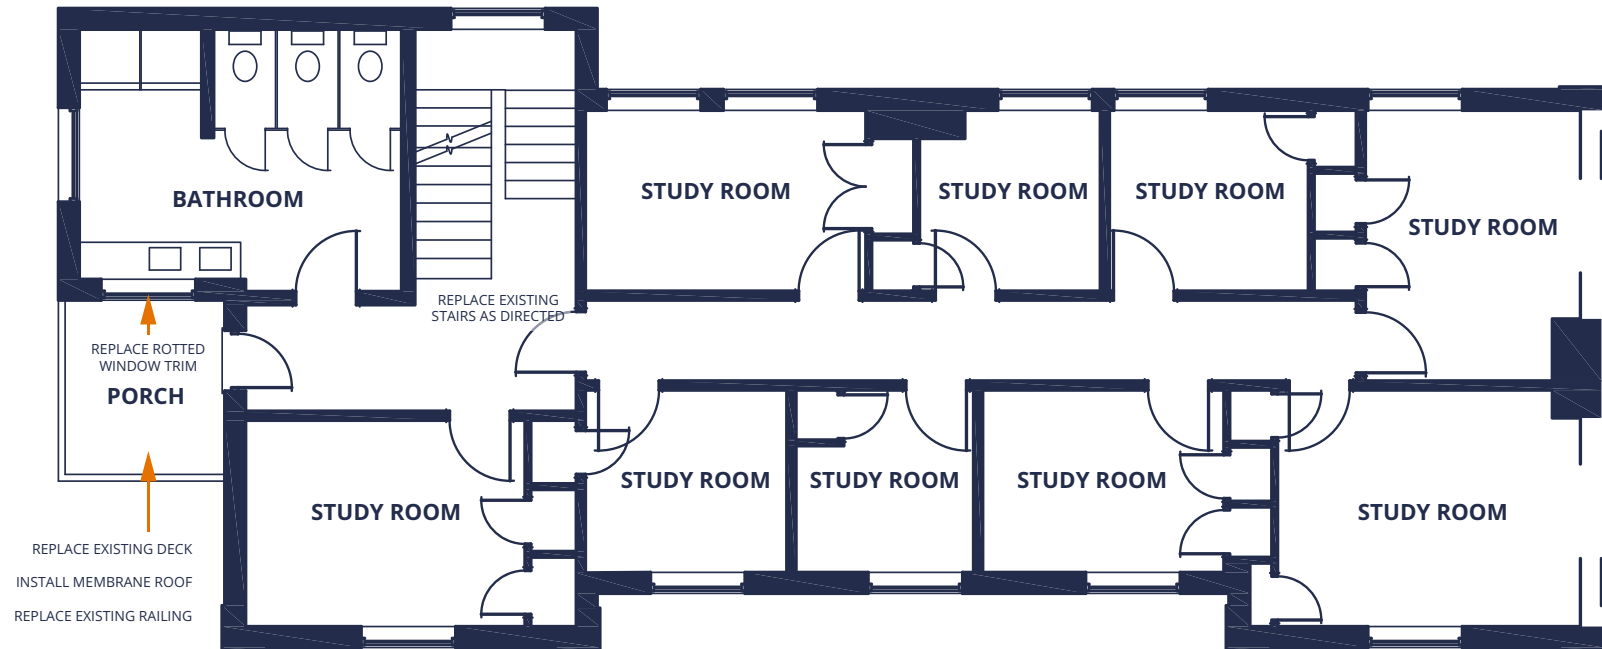 BATHROOM
STUDY ROOM
STUDY ROOM
STUDY ROOM
STUDY ROOM
REPLACE EXISTING
STAIRS AS DIRECTED
REPLACE ROTTED
WINDOW TRIM
PORCH
STUDY ROOM
STUDY ROOM
STUDY ROOM
STUDY ROOM
STUDY ROOM
REPLACE EXISTING DECK
INSTALL MEMBRANE ROOF
REPLACE EXISTING RAILING